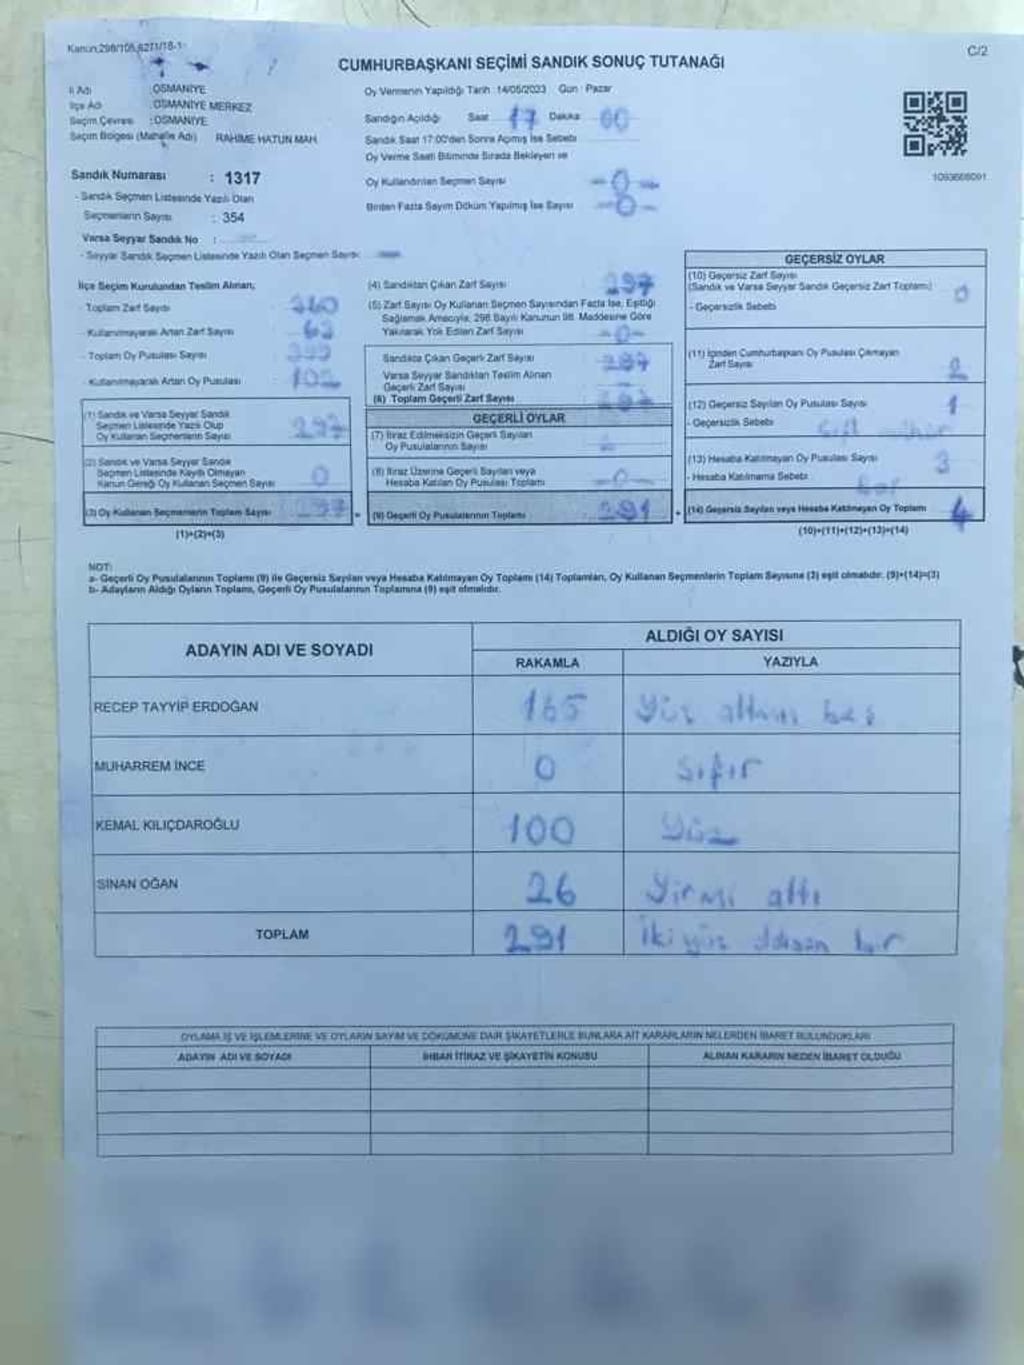 Kanun:298/105,6271/18-1
C/2
CUMHURBAŞKANI SEÇİMİ SANDIK SONUÇ TUTANAĞI
İl Adı : OSMANİYE
İlçe Adı : OSMANİYE MERKEZ
Seçim Çevresi : OSMANİYE
Seçim Bölgesi (Mahalle Adı) RAHİME HATUN MAH.
Sandık Numarası : 1317
- Sandık Seçmen Listesinde Yazılı Olan
Seçmenlerin Sayısı : 354
Varsa Seyyar Sandık No :
- Seyyar Sandık Seçmen Listesinde Yazılı Olan Seçmen Sayısı:
Oy Vermenin Yapıldığı Tarih :14/05/2023 Gün : Pazar
Sandığın Açıldığı Saat 17 Dakika 00
Sandık Saat 17:00'den Sonra Açılmış İse Sebebi
Oy Verme Saati Bitiminde Sırada Bekleyen ve
Oy Kullandırılan Seçmen Sayısı -0-
Birden Fazla Sayım Döküm Yapılmış İse Sayısı -0-
1093668091
İlçe Seçim Kurulundan Teslim Alınan;
- Toplam Zarf Sayısı 360
- Kullanılmayarak Artan Zarf Sayısı 63
- Toplam Oy Pusulası Sayısı
- Kullanılmayarak Artan Oy Pusulası 102
(1) Sandık ve Varsa Seyyar Sandık
Seçmen Listesinde Yazılı Olup
Oy Kullanan Seçmenlerin Sayısı 297
(2) Sandık ve Varsa Seyyar Sandık
Seçmen Listesinde Kayıtlı Olmayan
Kanun Gereği Oy Kullanan Seçmen Sayısı 0
(3) Oy Kullanan Seçmenlerin Toplam Sayısı 297
(1)+(2)=(3)
(4) Sandıktan Çıkan Zarf Sayısı 297
(5) Zarf Sayısı Oy Kullanan Seçmen Sayısından Fazla İse, Eşitliği
Sağlamak Amacıyla, 298 Sayılı Kanunun 98. Maddesine Göre
Yakılarak Yok Edilen Zarf Sayısı -0-
Sandıkta Çıkan Geçerli Zarf Sayısı 297
Varsa Seyyar Sandıktan Teslim Alınan
Geçerli Zarf Sayısı
(6) Toplam Geçerli Zarf Sayısı 297
GEÇERLİ OYLAR
(7) İtiraz Edilmeksizin Geçerli Sayılan
Oy Pusulalarının Sayısı
(8) İtiraz Üzerine Geçerli Sayılan veya
Hesaba Katılan Oy Pusulası Toplamı -0-
(9) Geçerli Oy Pusulalarının Toplamı 291
GEÇERSİZ OYLAR
(10) Geçersiz Zarf Sayısı
(Sandık ve Varsa Seyyar Sandık Geçersiz Zarf Toplamı) 0
- Geçersizlik Sebebi
(11) İçinden Cumhurbaşkanı Oy Pusulası Çıkmayan
Zarf Sayısı 2
(12) Geçersiz Sayılan Oy Pusulası Sayısı 1
- Geçersizlik Sebebi
(13) Hesaba Katılmayan Oy Pusulası Sayısı 3
- Hesaba Katılmama Sebebi
(14) Geçersiz Sayılan veya Hesaba Katılmayan Oy Toplamı 4
(10)+(11)+(12)+(13)=(14)
NOT:
a- Geçerli Oy Pusulalarının Toplamı (9) ile Geçersiz Sayılan veya Hesaba Katılmayan Oy Toplamı (14) Toplamları, Oy Kullanan Seçmenlerin Toplam Sayısına (3) eşit olmalıdır. (9)+(14)=(3)
b- Adayların Aldığı Oyların Toplamı, Geçerli Oy Pusulalarının Toplamına (9) eşit olmalıdır.
ADAYIN ADI VE SOYADI
ALDIĞI OY SAYISI
RAKAMLA YAZIYLA
RECEP TAYYİP ERDOĞAN 165 Yüz altmış beş
MUHARREM İNCE 0 Sıfır
KEMAL KILIÇDAROĞLU 100 Yüz
SİNAN OĞAN 26 Yirmi altı
TOPLAM 291 İki yüz doksan bir
OYLAMA İŞ VE İŞLEMLERİNE VE OYLARIN SAYIM VE DÖKÜMÜNE DAİR ŞİKAYETLERLE BUNLARA AİT KARARLARIN NELERDEN İBARET BULUNDUKLARI
ADAYIN ADI VE SOYADI İHBAR İTİRAZ VE ŞİKAYETİN KONUSU ALINAN KARARIN NEDEN İBARET OLDUĞU